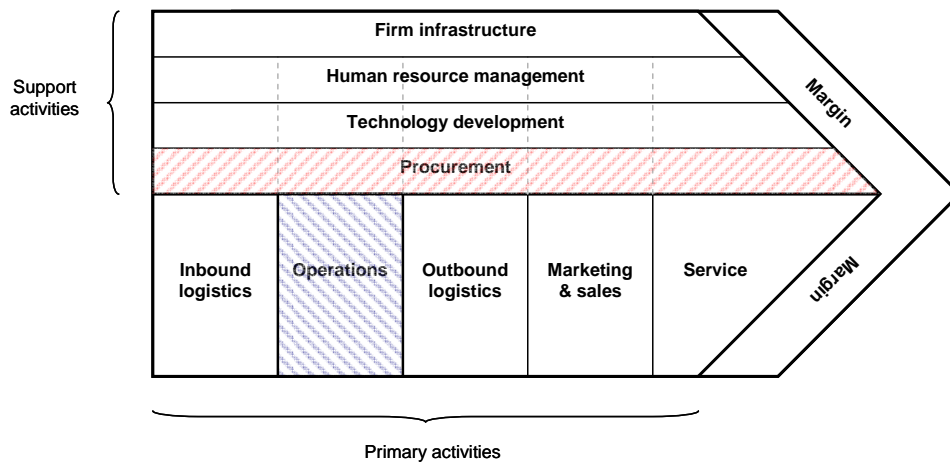 Firm infrastructure
Human resource management
Support
activities
Technology development
Procurement
Margin
Inbound
logistics
Operations
Outbound
logistics
Marketing
& sales
Service
Margin
Primary activities